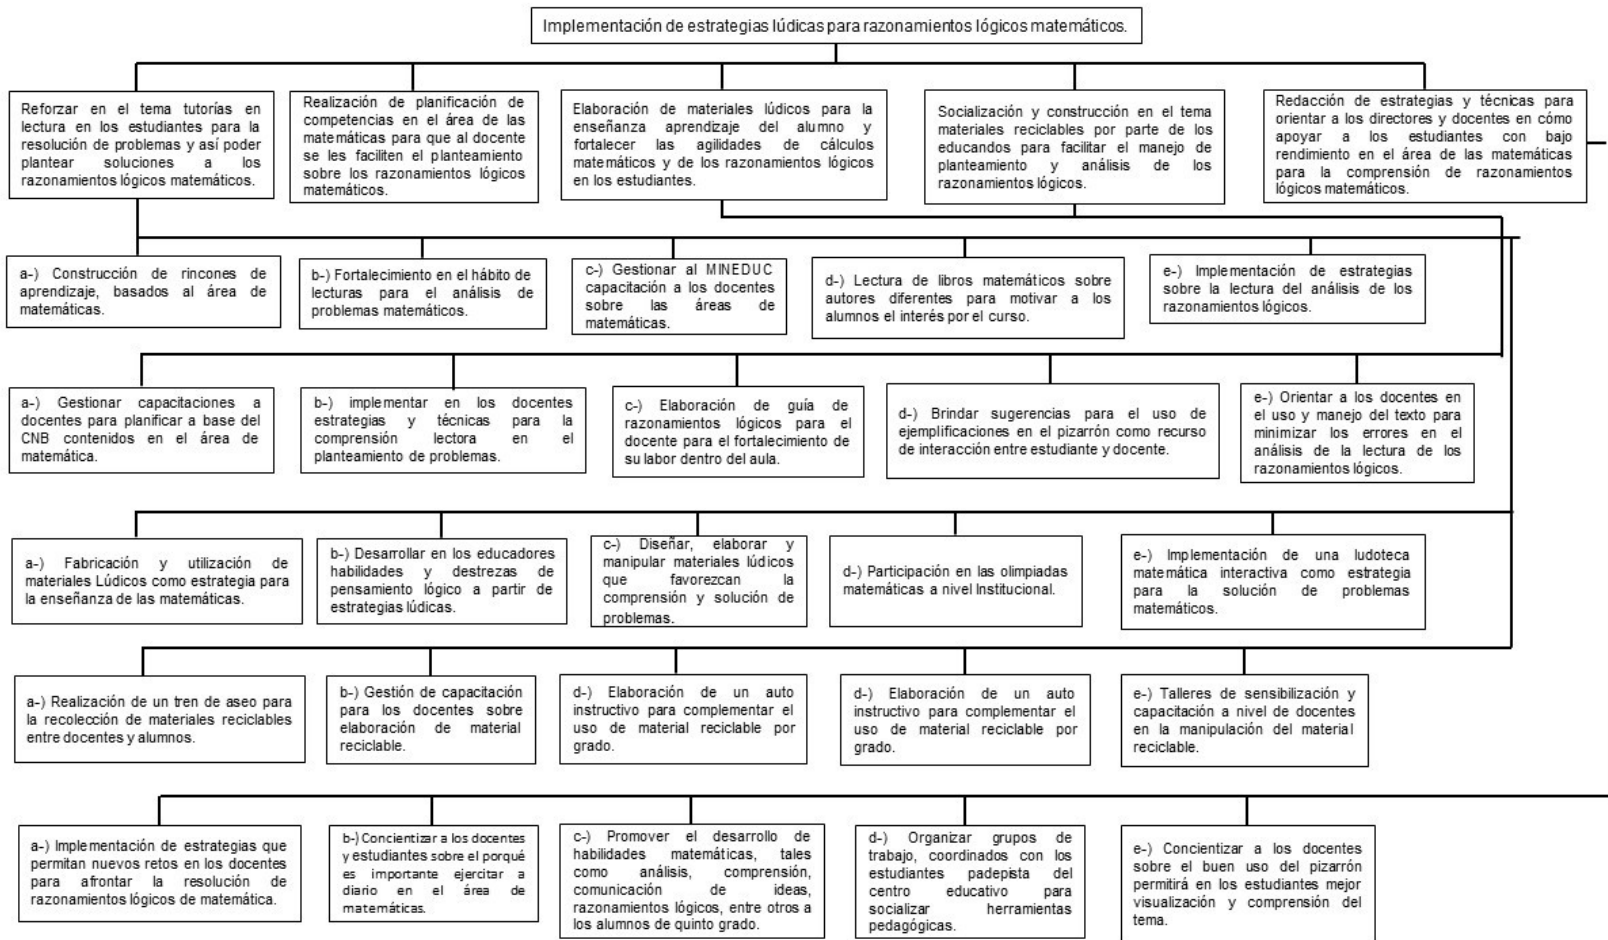 Implementación de estrategias lúdicas para razonamientos lógicos matemáticos.
Reforzar en el tema tutorías en
lectura en los estudiantes para la
resolución de problemas y así poder
plantear soluciones a los
razonamientos lógicos matemáticos.
Realización de planificación de
competencias en el área de las
matemáticas para que al docente
se les faciliten el planteamiento
sobre los razonamientos lógicos
matemáticos.
Elaboración de materiales lúdicos para la
enseñanza aprendizaje del alumno y
fortalecer las agilidades de cálculos
matemáticos y de los razonamientos lógicos
en los estudiantes.
Socialización y construcción en el tema
materiales reciclables por parte de los
educandos para facilitar el manejo de
planteamiento y análisis de los
razonamientos lógicos.
Redacción de estrategias y técnicas para
orientar a los directores y docentes en cómo
apoyar a los estudiantes con bajo
rendimiento en el área de las matemáticas
para la comprensión de razonamientos
lógicos matemáticos.
a-) Construcción de rincones de
aprendizaje, basados al área de
matemáticas.
b-) Fortalecimiento en el hábito de
lecturas para el análisis de
problemas matemáticos.
c-) Gestionar al MINEDUC
capacitación a los docentes
sobre las áreas de
matemáticas.
d-) Lectura de libros matemáticos sobre
autores diferentes para motivar a los
alumnos el interés por el curso.
e-) Implementación de estrategias
sobre la lectura del análisis de los
razonamientos lógicos.
a-) Gestionar capacitaciones a
docentes para planificar a base del
CNB contenidos en el área de
matemática.
b-) implementar en los docentes
estrategias y técnicas para la
comprensión lectora en el
planteamiento de problemas.
c-) Elaboración de guía de
razonamientos lógicos para el
docente para el fortalecimiento de
su labor dentro del aula.
d-) Brindar sugerencias para el uso de
ejemplificaciones en el pizarrón como recurso
de interacción entre estudiante y docente.
e-) Orientar a los docentes en
el uso y manejo del texto para
minimizar los errores en el
análisis de la lectura de los
razonamientos lógicos.
a-) Fabricación y utilización de
materiales Lúdicos como estrategia para
la enseñanza de las matemáticas.
b-) Desarrollar en los educadores
habilidades y destrezas de
pensamiento lógico a partir de
estrategias lúdicas.
c-) Diseñar, elaborar y
manipular materiales lúdicos
que favorezcan la
comprensión y solución de
problemas.
d-) Participación en las olimpiadas
matemáticas a nivel Institucional.
e-) Implementación de una ludoteca
matemática interactiva como estrategia
para la solución de problemas
matemáticos.
a-) Realización de un tren de aseo para
la recolección de materiales reciclables
entre docentes y alumnos.
b-) Gestión de capacitación
para los docentes sobre
elaboración de material
reciclable.
d-) Elaboración de un auto
instructivo para complementar el
uso de material reciclable por
grado.
d-) Elaboración de un auto
instructivo para complementar el
uso de material reciclable por
grado.
e-) Talleres de sensibilización y
capacitación a nivel de docentes
en la manipulación del material
reciclable.
a-) Implementación de estrategias que
permitan nuevos retos en los docentes
para afrontar la resolución de
razonamientos lógicos de matemática.
b-) Concientizar a los docentes
y estudiantes sobre el porqué
es importante ejercitar a
diario en el área de
matemáticas.
c-) Promover el desarrollo de
habilidades matemáticas, tales
como análisis, comprensión,
comunicación de ideas,
razonamientos lógicos, entre otros a
los alumnos de quinto grado.
d-) Organizar grupos de
trabajo, coordinados con los
estudiantes padepista del
centro educativo para
socializar herramientas
pedagógicas.
e-) Concientizar a los docentes
sobre el buen uso del pizarrón
permitirá en los estudiantes mejor
visualización y comprensión del
tema.